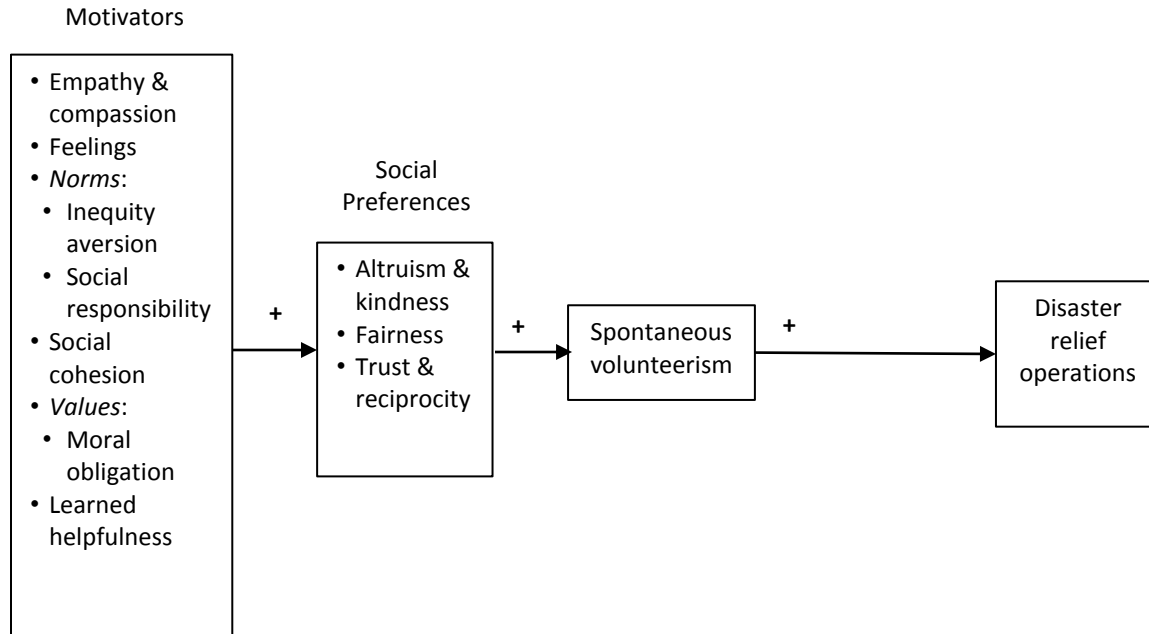 Motivators
• Empathy &
compassion
• Feelings
• Norms:
• Inequity
aversion
• Social
responsibility
• Social
cohesion
• Values:
• Moral
obligation
• Learned
helpfulness
+
Social
Preferences
• Altruism &
kindness
• Fairness
• Trust &
reciprocity
+
Spontaneous
volunteerism
+
Disaster
relief
operations